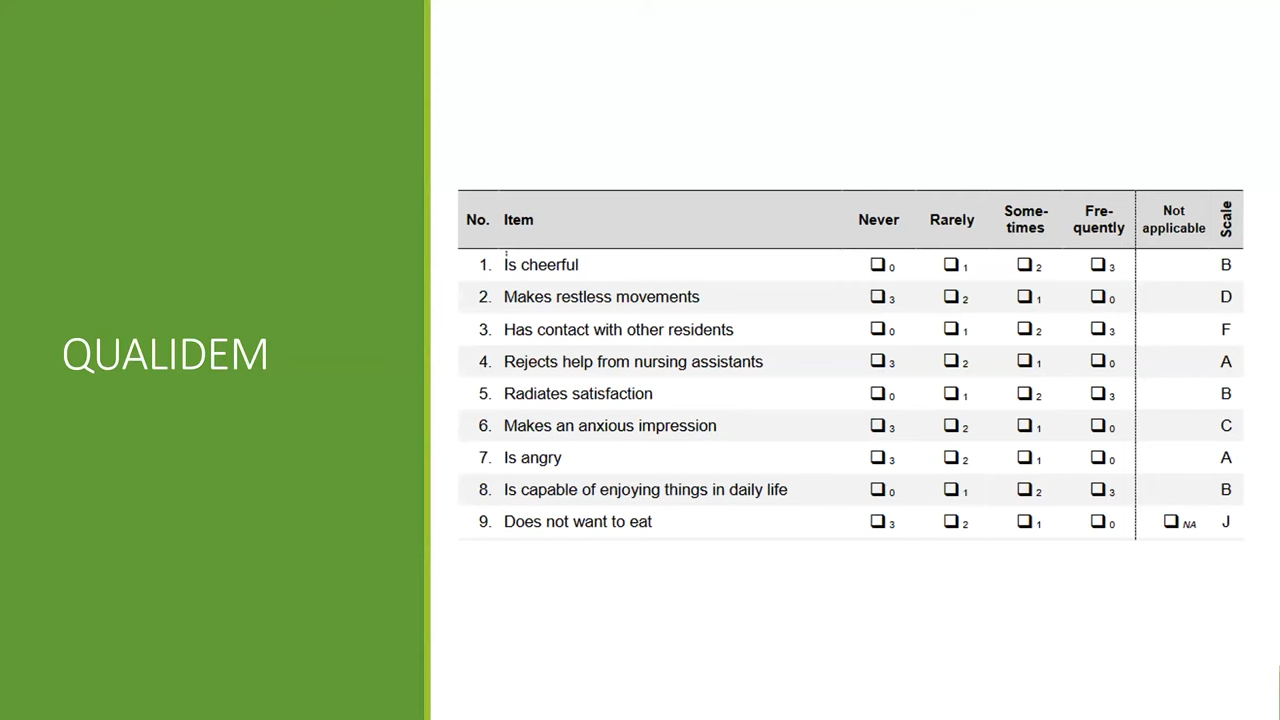 QUALIDEM
No. Item Never Rarely Some-times Fre-quently Not applicable Scale
1. Is cheerful ❑ 0 ❑ 1 ❑ 2 ❑ 3 B
2. Makes restless movements ❑ 3 ❑ 2 ❑ 1 ❑ 0 D
3. Has contact with other residents ❑ 0 ❑ 1 ❑ 2 ❑ 3 F
4. Rejects help from nursing assistants ❑ 3 ❑ 2 ❑ 1 ❑ 0 A
5. Radiates satisfaction ❑ 0 ❑ 1 ❑ 2 ❑ 3 B
6. Makes an anxious impression ❑ 3 ❑ 2 ❑ 1 ❑ 0 C
7. Is angry ❑ 3 ❑ 2 ❑ 1 ❑ 0 A
8. Is capable of enjoying things in daily life ❑ 0 ❑ 1 ❑ 2 ❑ 3 B
9. Does not want to eat ❑ 3 ❑ 2 ❑ 1 ❑ 0 ❑ NA J